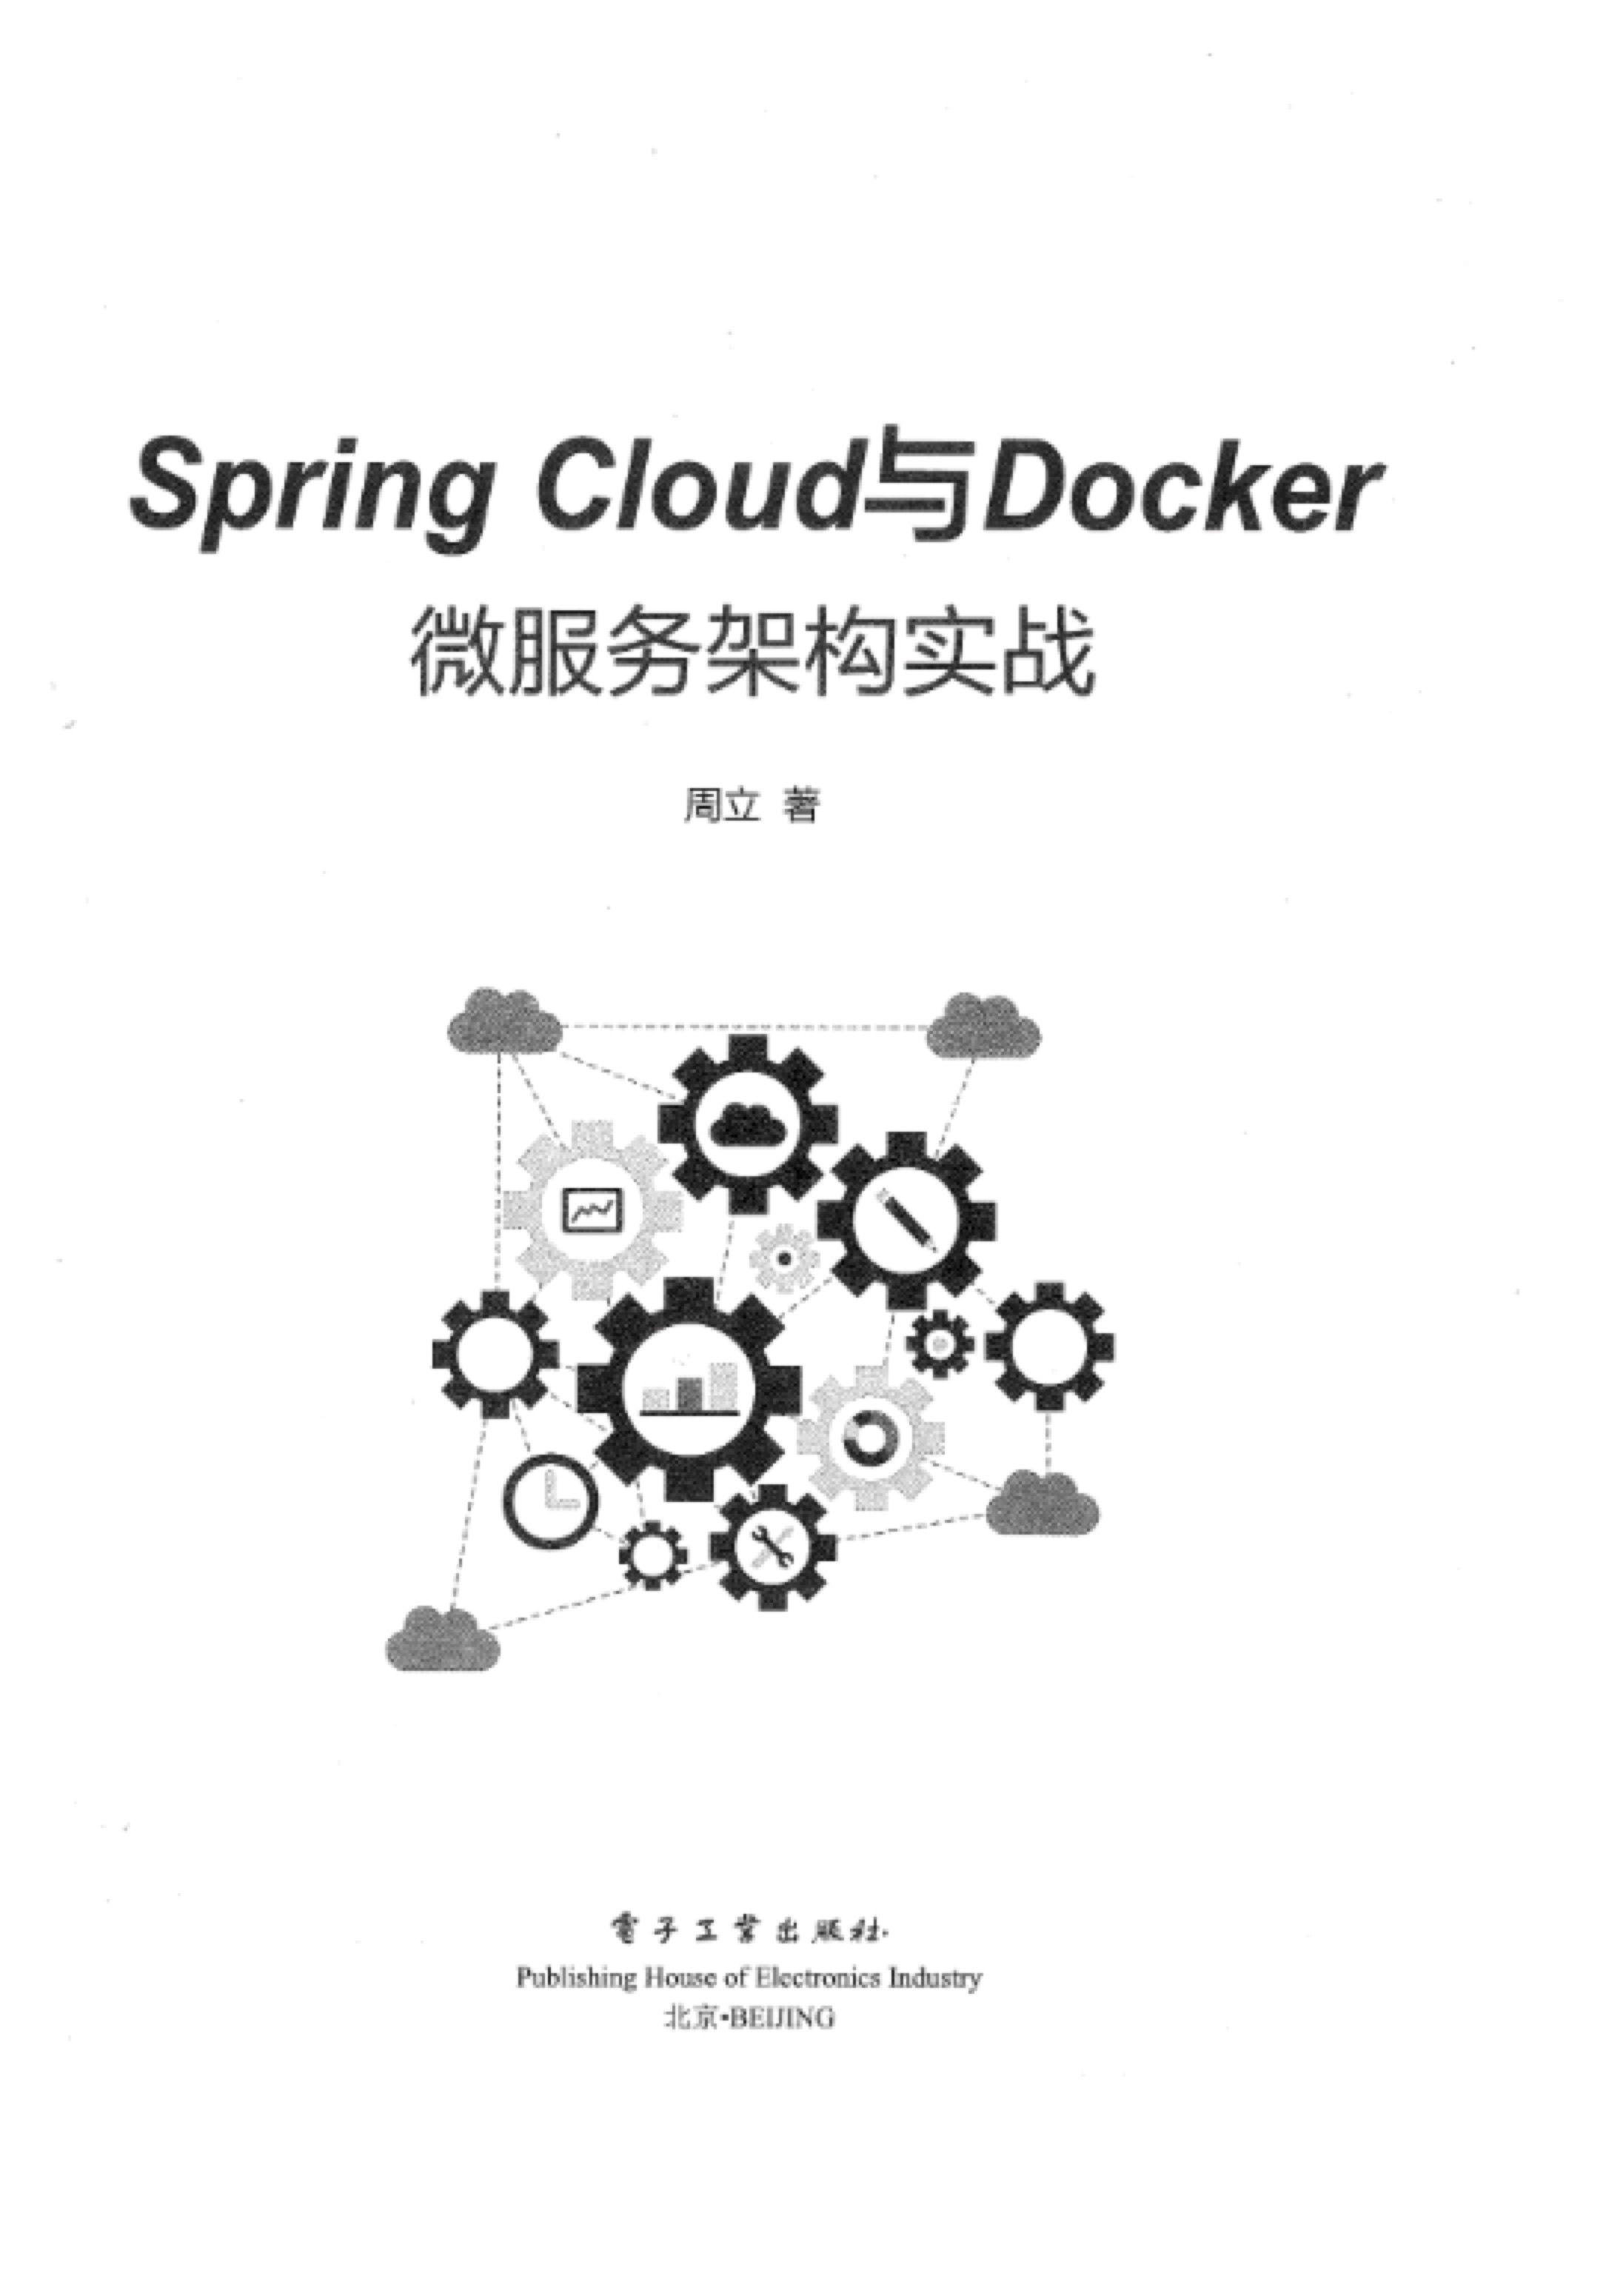 Spring Cloud与Docker
微服务架构实战
周立 著
電子工業出版社.
Publishing House of Electronics Industry
北京•BEIJING